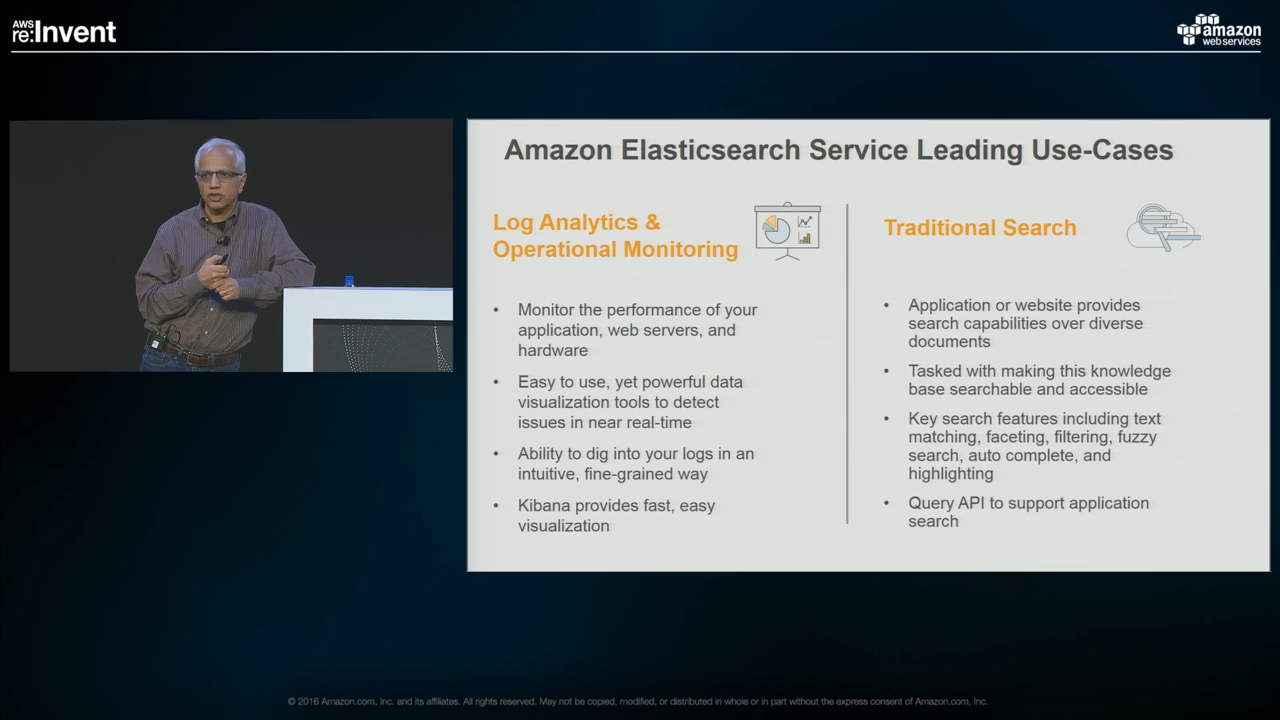 AWS
re:Invent
amazon
web services
Amazon Elasticsearch Service Leading Use-Cases
Log Analytics &
Operational Monitoring
• Monitor the performance of your
application, web servers, and
hardware
• Easy to use, yet powerful data
visualization tools to detect
issues in near real-time
• Ability to dig into your logs in an
intuitive, fine-grained way
• Kibana provides fast, easy
visualization
Traditional Search
• Application or website provides
search capabilities over diverse
documents
• Tasked with making this knowledge
base searchable and accessible
• Key search features including text
matching, faceting, filtering, fuzzy
search, auto complete, and
highlighting
• Query API to support application
search
© 2016 Amazon.com, Inc. and its affiliates. All rights reserved. May not be copied, modified, or distributed in whole or in part without the express consent of Amazon.com, Inc.